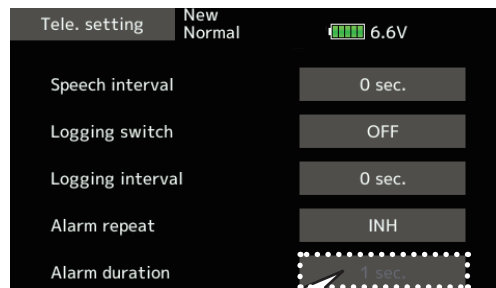 Tele. setting
New
Normal
6.6V
Speech interval 0 sec.
Logging switch OFF
Logging interval 0 sec.
Alarm repeat INH
Alarm duration 1 sec.